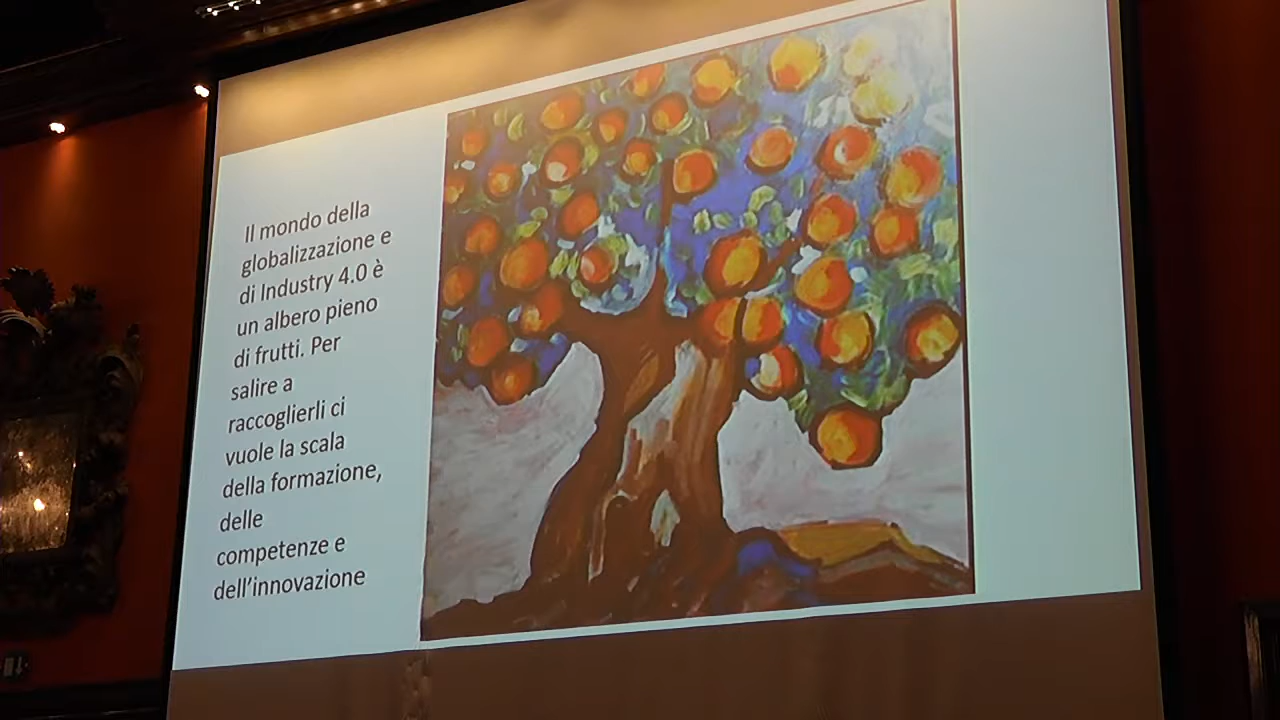 Il mondo della
globalizzazione e
di Industry 4.0 è
un albero pieno
di frutti. Per
salire a
raccoglierli ci
vuole la scala
della formazione,
delle
competenze e
dell'innovazione